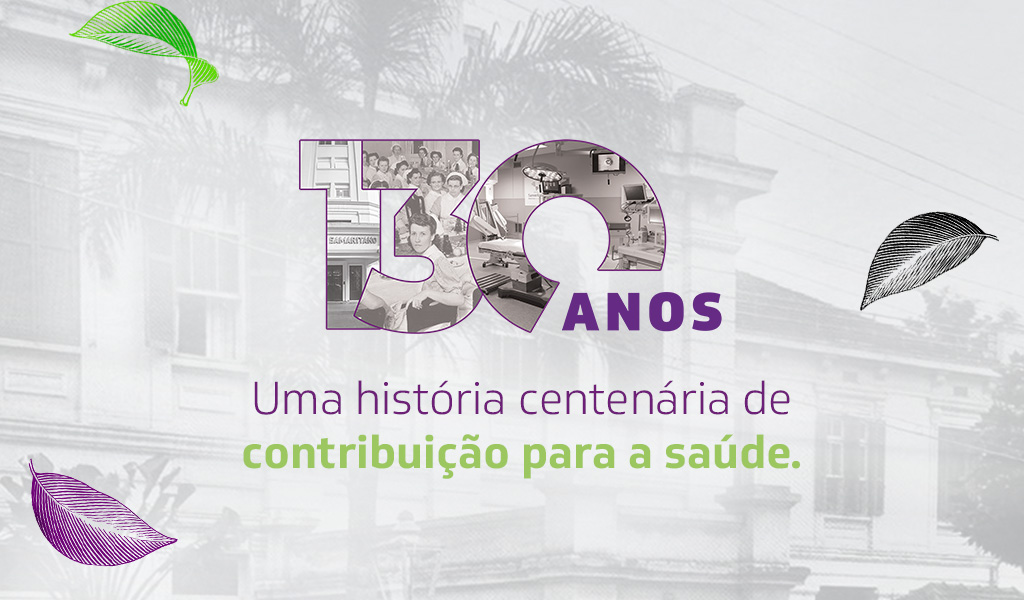 130
ANOS
SAMARITANO
Uma história centenária de
contribuição para a saúde.